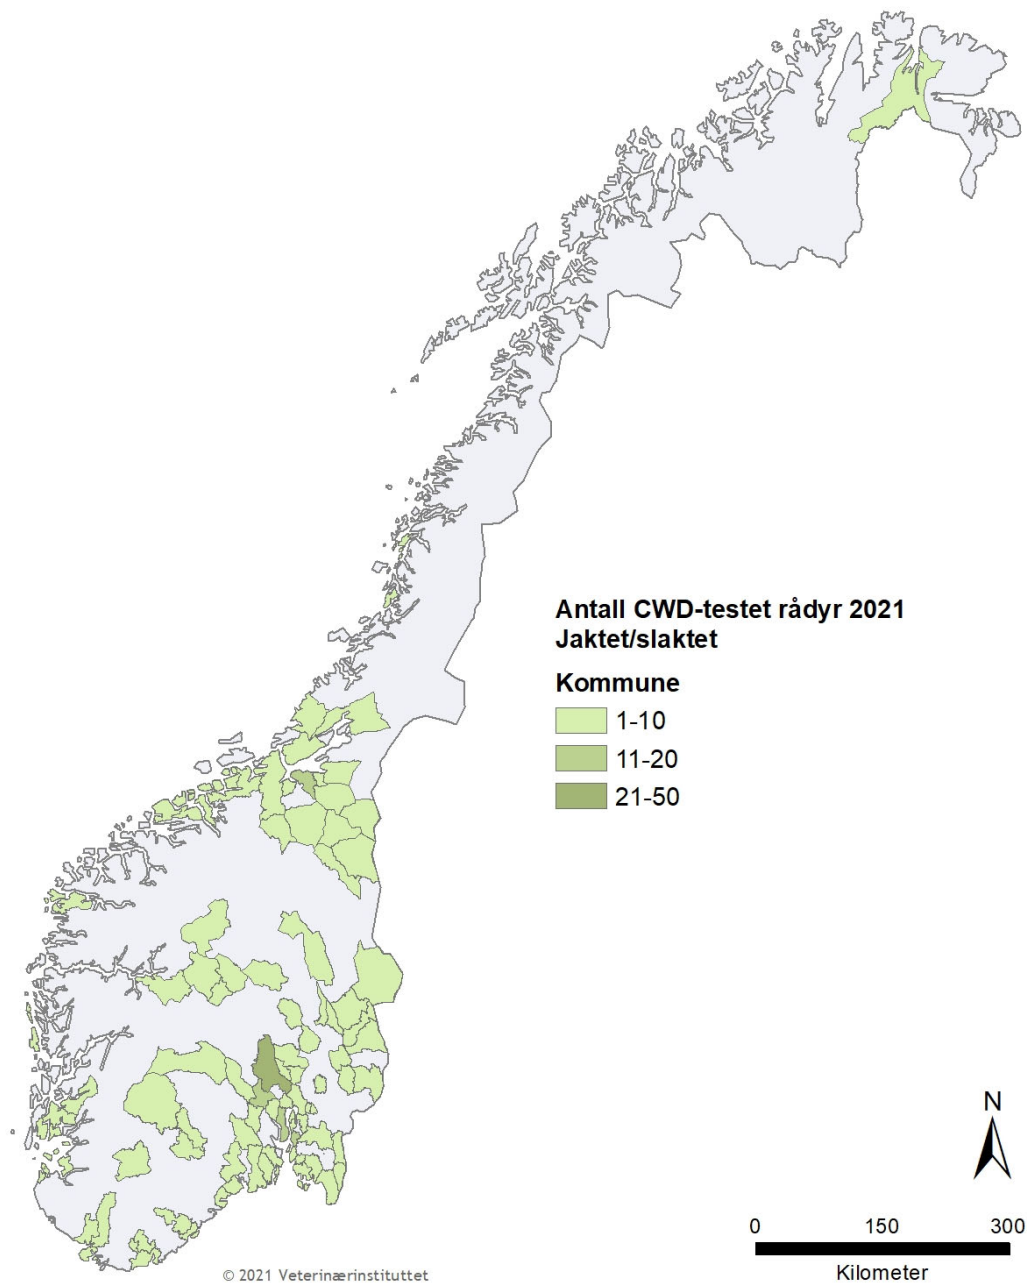 Antall CWD-testet rådyr 2021
Jaktet/slaktet
Kommune
1-10
11-20
21-50
N
0 150 300
Kilometer
© 2021 Veterinærinstituttet